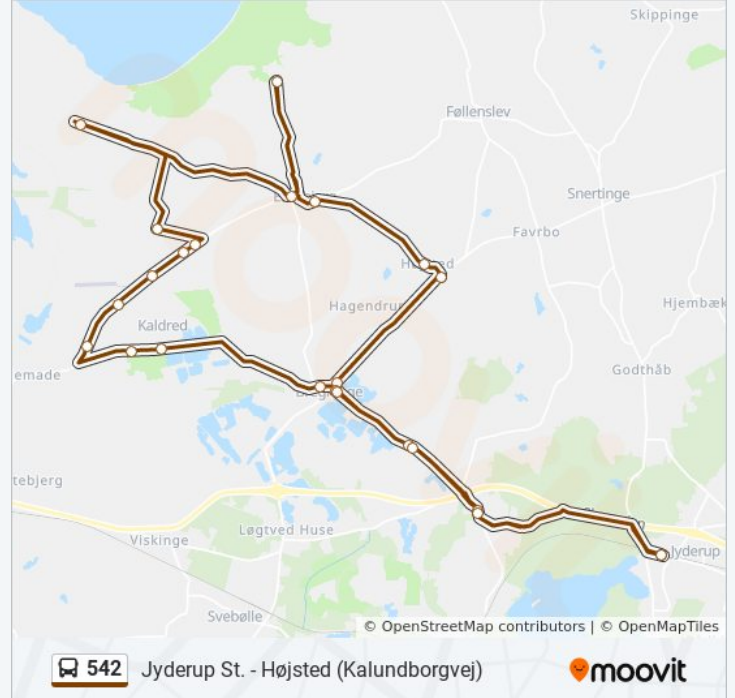 Skippinge
Føllenslev
Snertinge
Favrbo
Hagendrup
Hjembæk
Kaldred
Godthåb
emade
tebjerg
Løgtved Huse
Viskinge
Jyderup
Svebølle
© OpenStreetMap contributors | © OpenMapTiles
542 Jyderup St. - Højsted (Kalundborgvej)
moovit